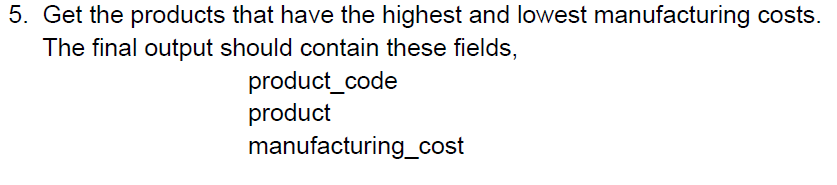 5. Get the products that have the highest and lowest manufacturing costs.
The final output should contain these fields,
product_code
product
manufacturing_cost